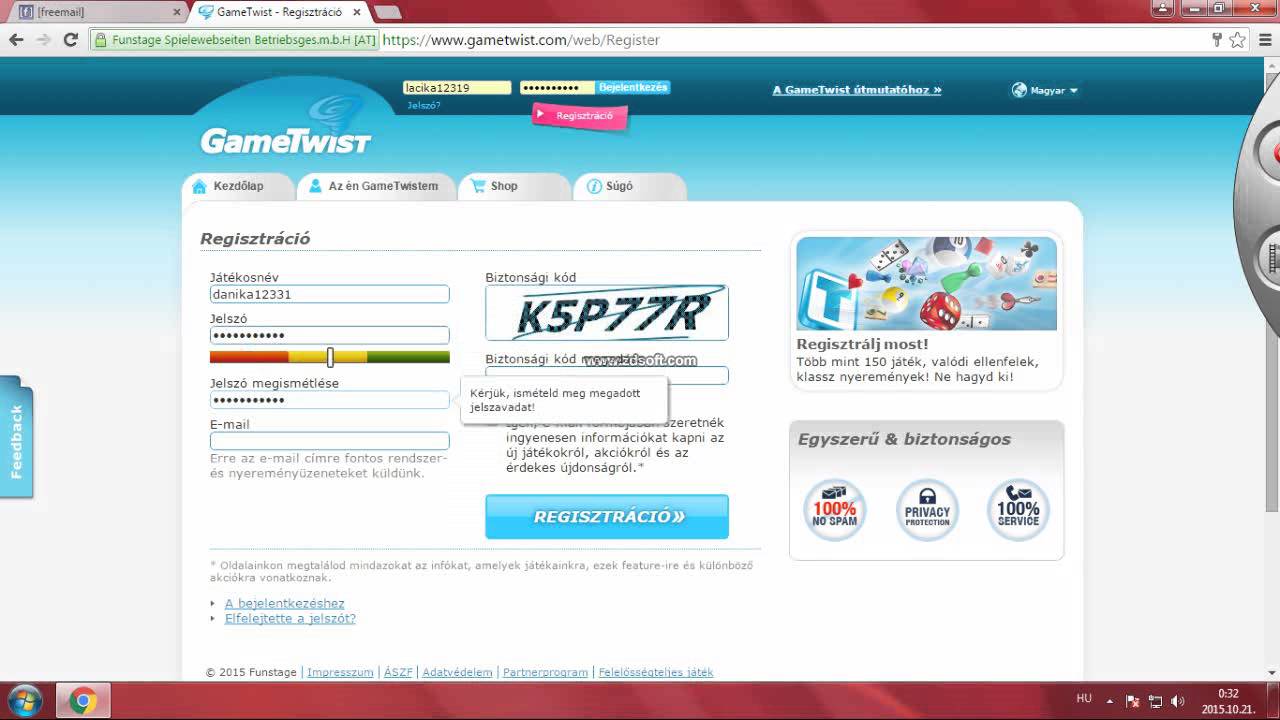 [freemail]
GameTwist - Regisztráció
Funstage Spielewebseiten Betriebsges.m.b.H [AT] https://www.gametwist.com/web/Register
lacika12319
•••••••••• Bejelentkezés
A GameTwist útmutatóhoz »
Magyar
Jelszó?
Regisztráció
GameTwist
Kezdőlap
Az én GameTwistem
Shop
Súgó
Regisztráció
Játékosnév
danika12331
Jelszó
•••••••••••
Jelszó megismétlése
•••••••••••
E-mail
Erre az e-mail címre fontos rendszer-
és nyereményüzeneteket küldünk.
Biztonsági kód
K5P77R
Biztonsági kód
www.zdsoft.com
Kérjük, ismételd meg megadott
jelszavadat!
szeretnék
ingyenesen információkat kapni az
új játékokról, akciókról és az
érdekes újdonságról.*
REGISZTRÁCIÓ»
Regisztrálj most!
Több mint 150 játék, valódi ellenfelek,
klassz nyeremények! Ne hagyd ki!
Egyszerű & biztonságos
100%
NO SPAM
PRIVACY
PROTECTION
100%
SERVICE
Feedback
* Oldalainkon megtalálod mindazokat az infókat, amelyek játékainkra, ezek feature-ire és különböző
akciókra vonatkoznak.
A bejelentkezéshez
Elfelejtette a jelszót?
© 2015 Funstage | Impresszum | ÁSZF | Adatvédelem | Partnerprogram | Felelősségteljes játék
HU
0:32
2015.10.21.